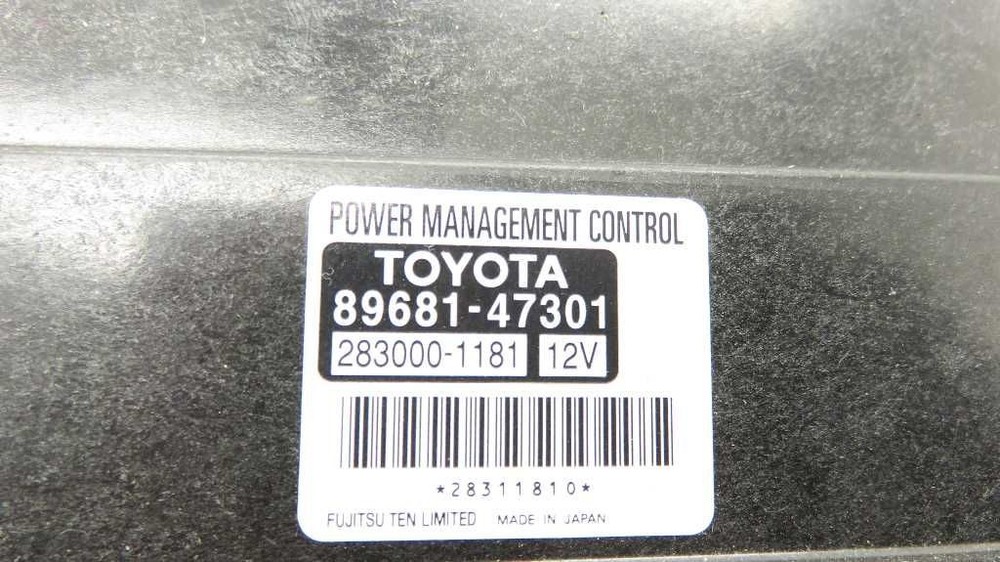 POWER MANAGEMENT CONTROL
TOYOTA
89681-47301
283000-1181 12V
*28311810*
FUJITSU TEN LIMITED MADE IN JAPAN